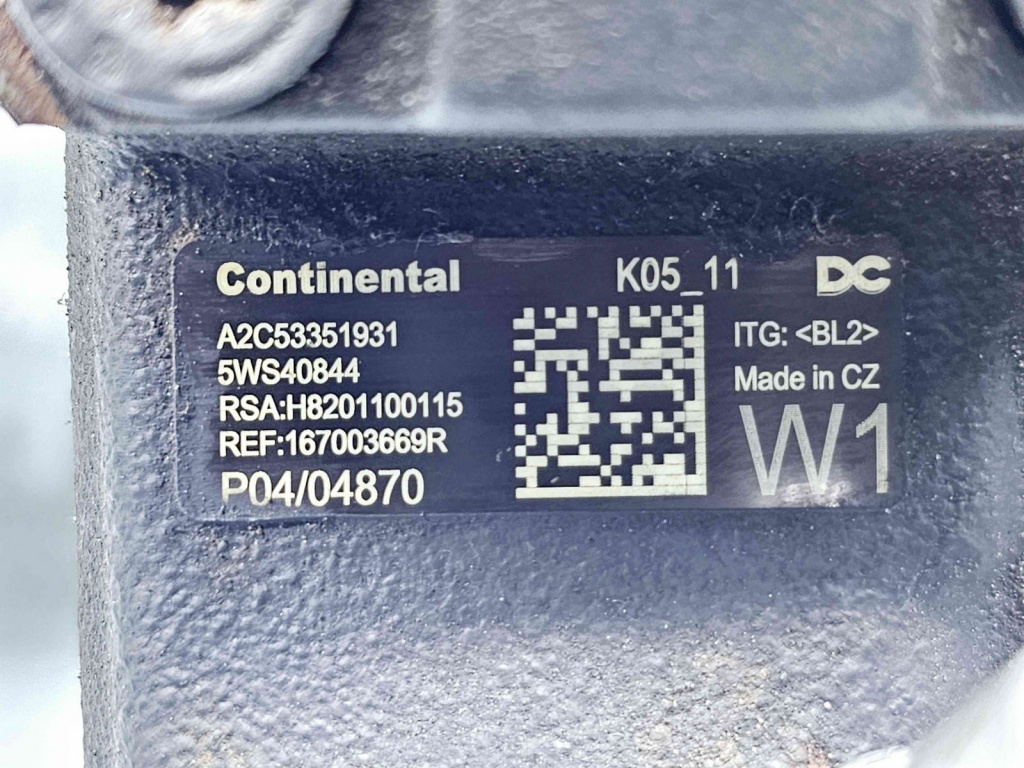 Continental
K05_11
DC
A2C53351931
5WS40844
RSA:H8201100115
REF:167003669R
P04/04870
ITG: <BL2>
Made in CZ
W1